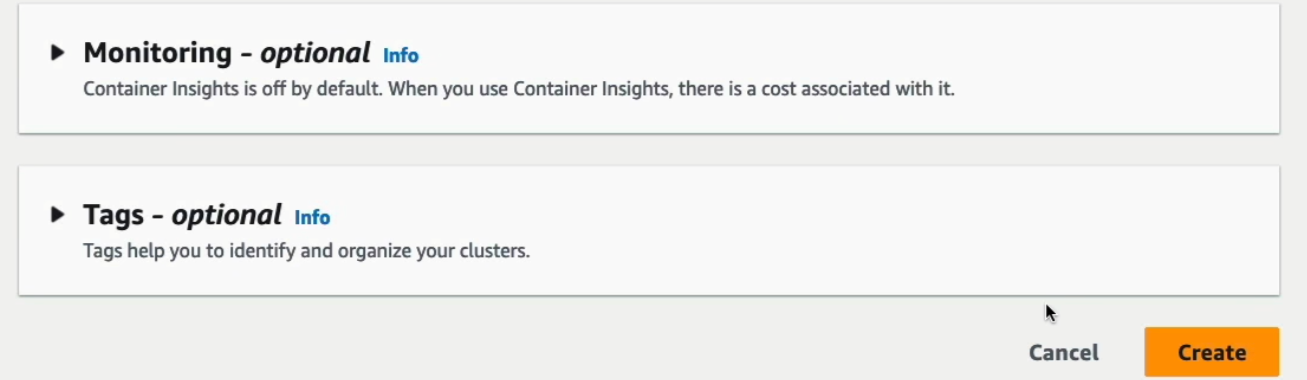 Monitoring - optional Info
Container Insights is off by default. When you use Container Insights, there is a cost associated with it.
Tags - optional Info
Tags help you to identify and organize your clusters.
Cancel Create